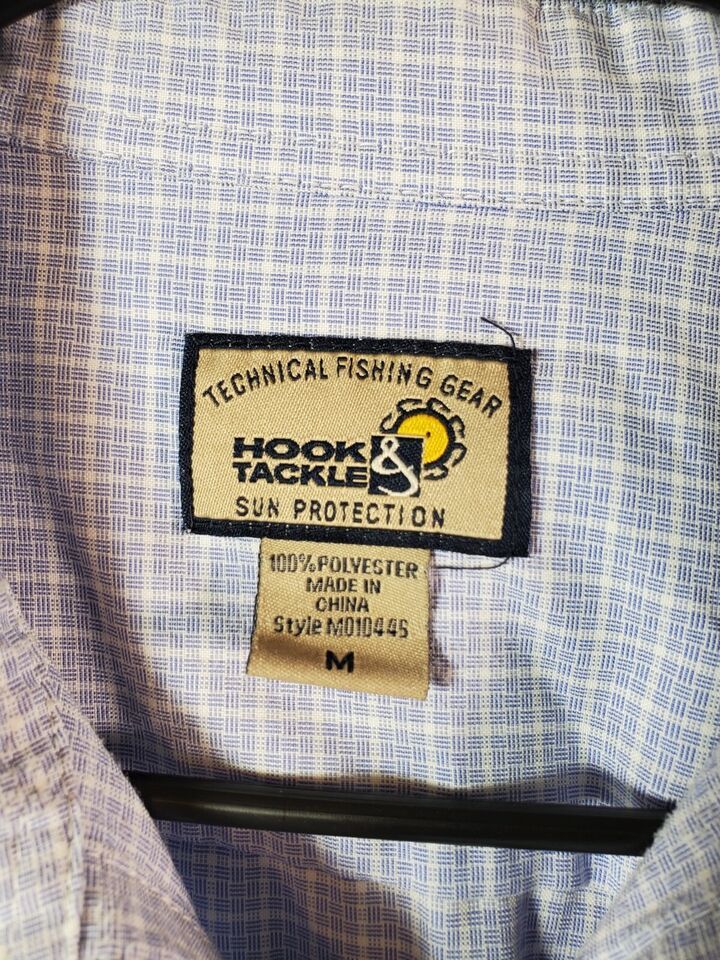 TECHNICAL FISHING GEAR
HOOK &
TACKLE
SUN PROTECTION
100% POLYESTER
MADE IN
CHINA
Style M010445
M